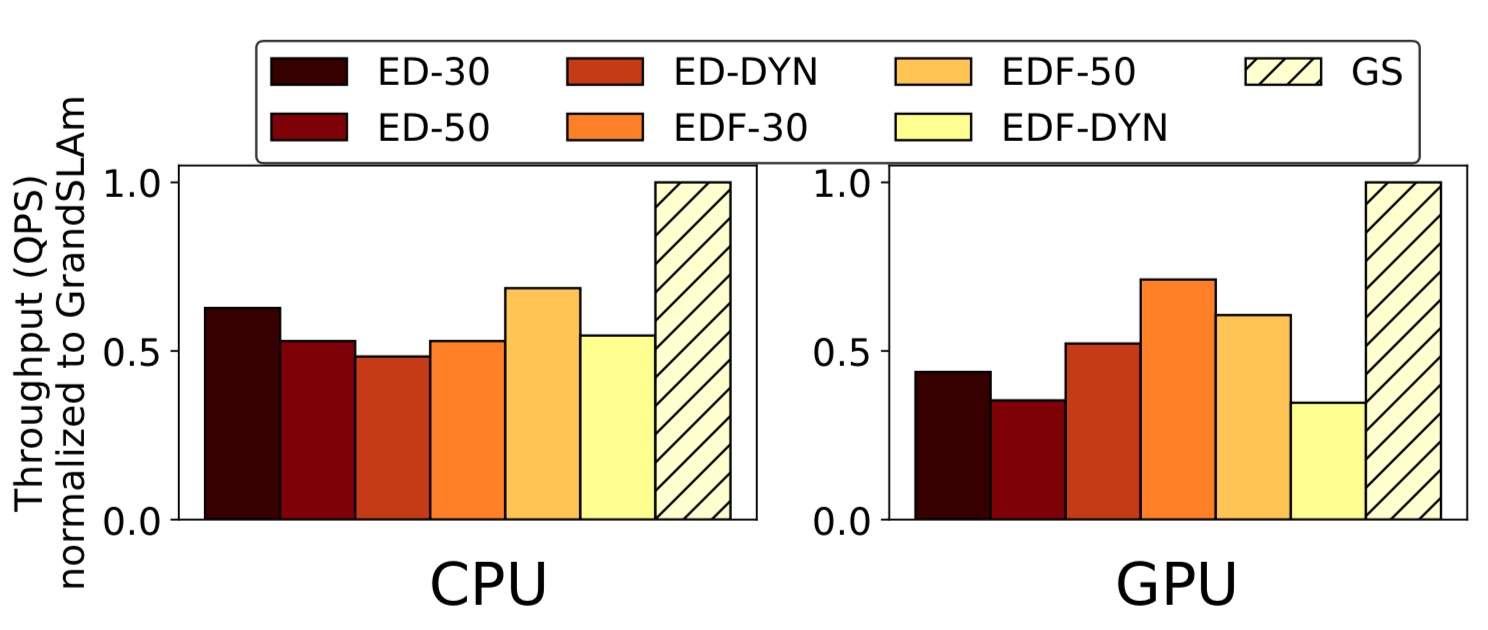 ED-30 ED-DYN EDF-50 GS
ED-50 EDF-30 EDF-DYN
Throughput (QPS)
normalized to GrandSLAm
1.0
0.5
0.0
CPU
1.0
0.5
0.0
GPU